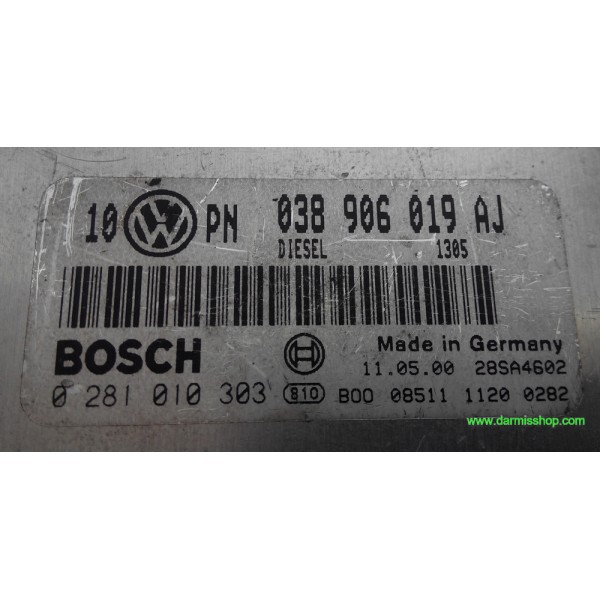 10 VW PN 038 906 019 AJ
DIESEL 1305
BOSCH Made in Germany
11.05.00 28SA4602
0 281 010 303 810 B00 08511 1120 0282
www.darmisshop.com